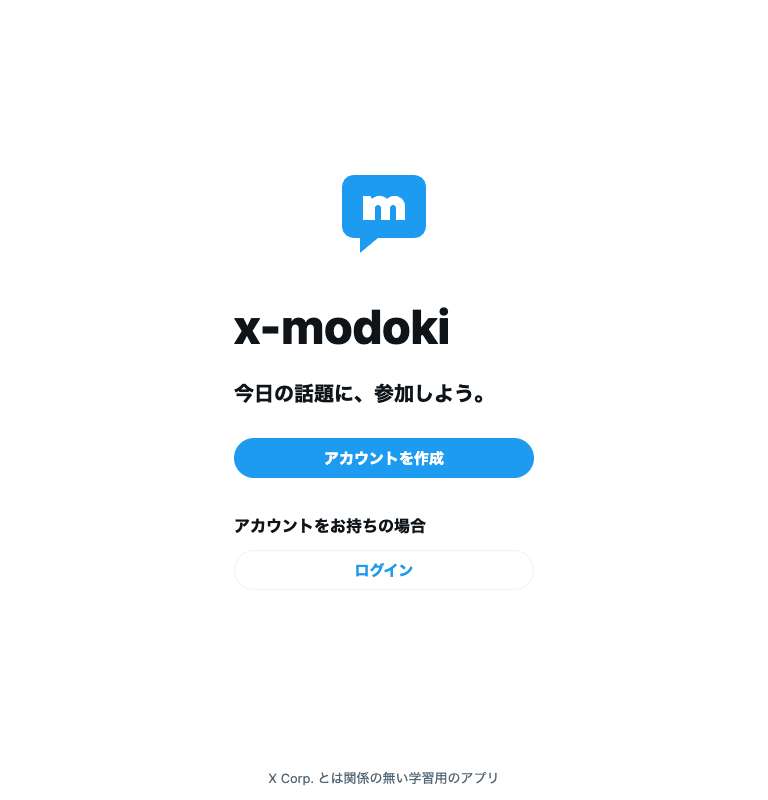 m
x-modoki
今日の話題に、参加しよう。
アカウントを作成
アカウントをお持ちの場合
ログイン
X Corp. とは関係の無い学習用のアプリ